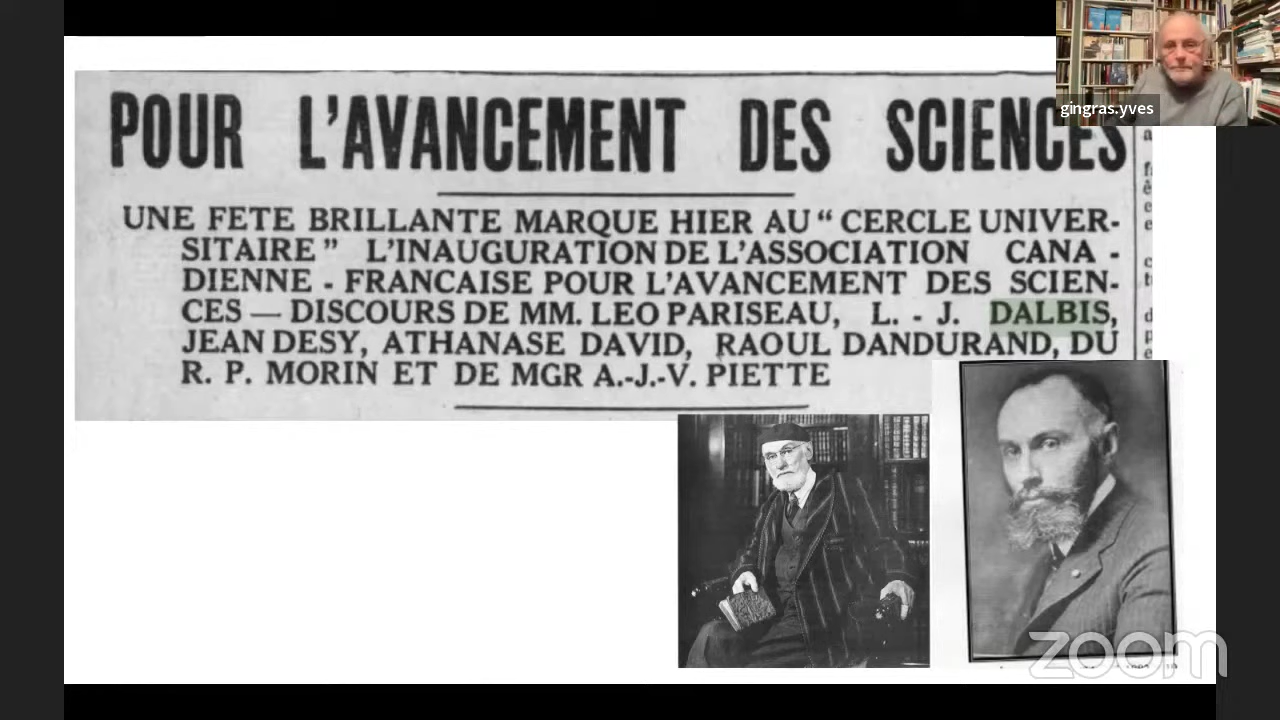 POUR L'AVANCEMENT DES SCIENCES
UNE FETE BRILLANTE MARQUE HIER AU “ CERCLE UNIVER-
SITAIRE ” L'INAUGURATION DE L'ASSOCIATION CANA -
DIENNE - FRANCAISE POUR L'AVANCEMENT DES SCIEN-
CES — DISCOURS DE MM. LEO PARISEAU, L. - J. DALBIS,
JEAN DESY, ATHANASE DAVID, RAOUL DANDURAND, DU
R. P. MORIN ET DE MGR A.-J.-V. PIETTE
gingras.yves
zoom